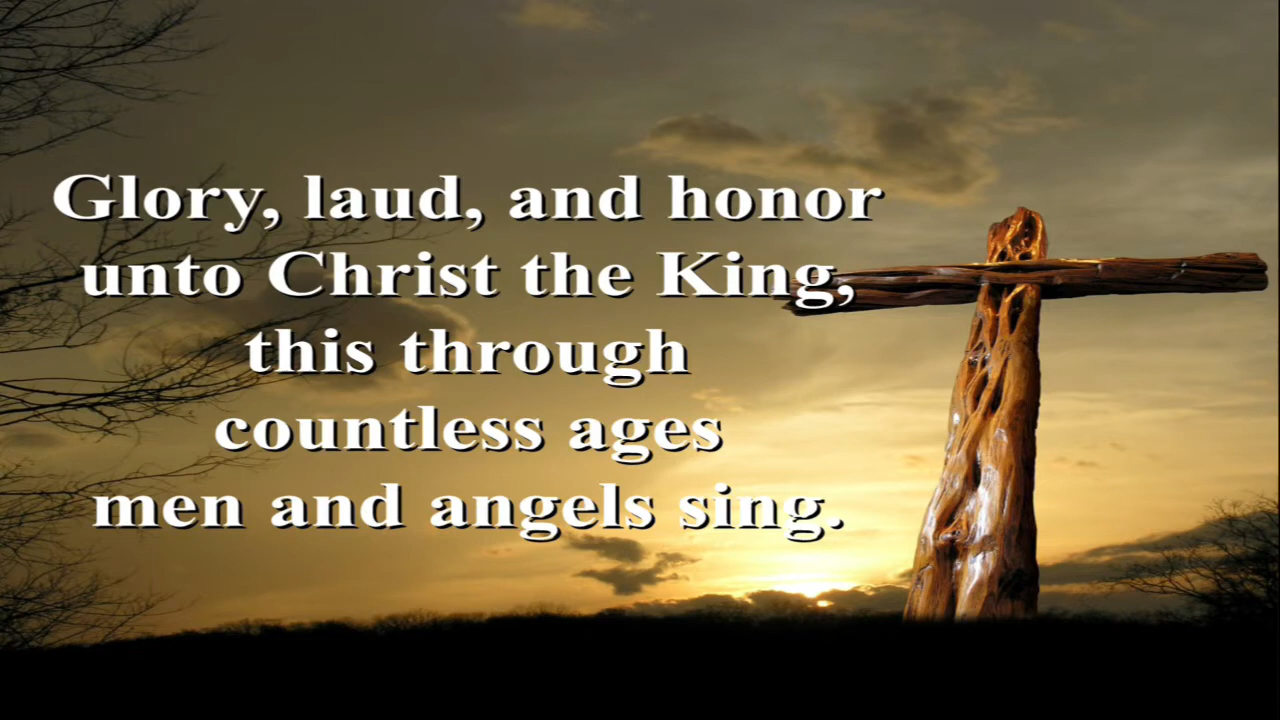 Glory, laud, and honor
unto Christ the King,
this through
countless ages
men and angels sing.